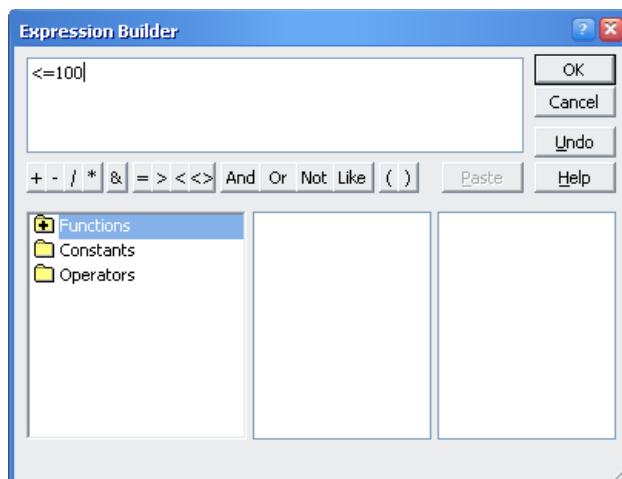 Expression Builder
<=100
OK
Cancel
Undo
Help
+ - / * & = > < <> And Or Not Like ( ) Paste
Functions
Constants
Operators